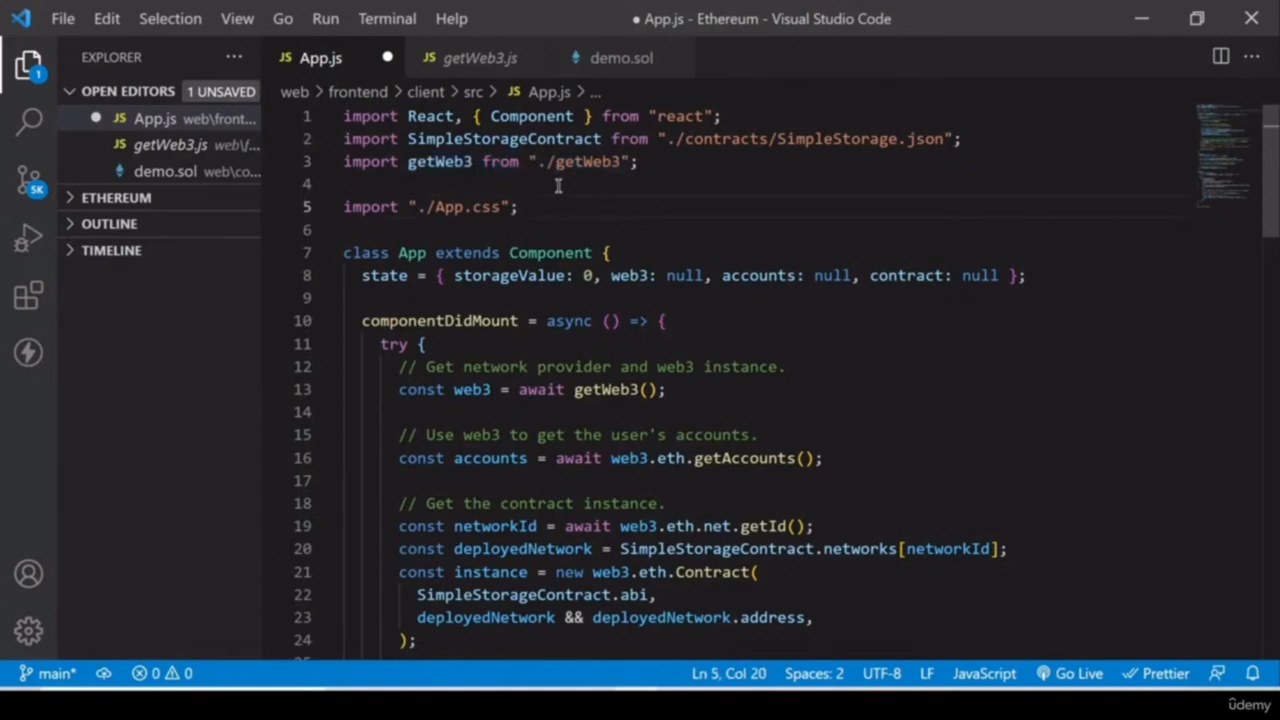 File Edit Selection View Go Run Terminal Help ● App.js - Ethereum - Visual Studio Code
EXPLORER ...
OPEN EDITORS 1 UNSAVED
JS App.js web\front...
JS getWeb3.js web\f...
demo.sol web\co...
ETHEREUM
OUTLINE
TIMELINE
1
5K
JS App.js JS getWeb3.js demo.sol ...
web frontend client src JS App.js ...
1 import React, { Component } from "react";
2 import SimpleStorageContract from "./contracts/SimpleStorage.json";
3 import getWeb3 from "./getWeb3";
4
5 import "./App.css";
6
7 class App extends Component {
8 state = { storageValue: 0, web3: null, accounts: null, contract: null };
9
10 componentDidMount = async () => {
11 try {
12 // Get network provider and web3 instance.
13 const web3 = await getWeb3();
14
15 // Use web3 to get the user's accounts.
16 const accounts = await web3.eth.getAccounts();
17
18 // Get the contract instance.
19 const networkId = await web3.eth.net.getId();
20 const deployedNetwork = SimpleStorageContract.networks[networkId];
21 const instance = new web3.eth.Contract(
22 SimpleStorageContract.abi,
23 deployedNetwork && deployedNetwork.address,
24 );
main* 0 0 Ln 5, Col 20 Spaces: 2 UTF-8 LF JavaScript Go Live Prettier
ûdemy